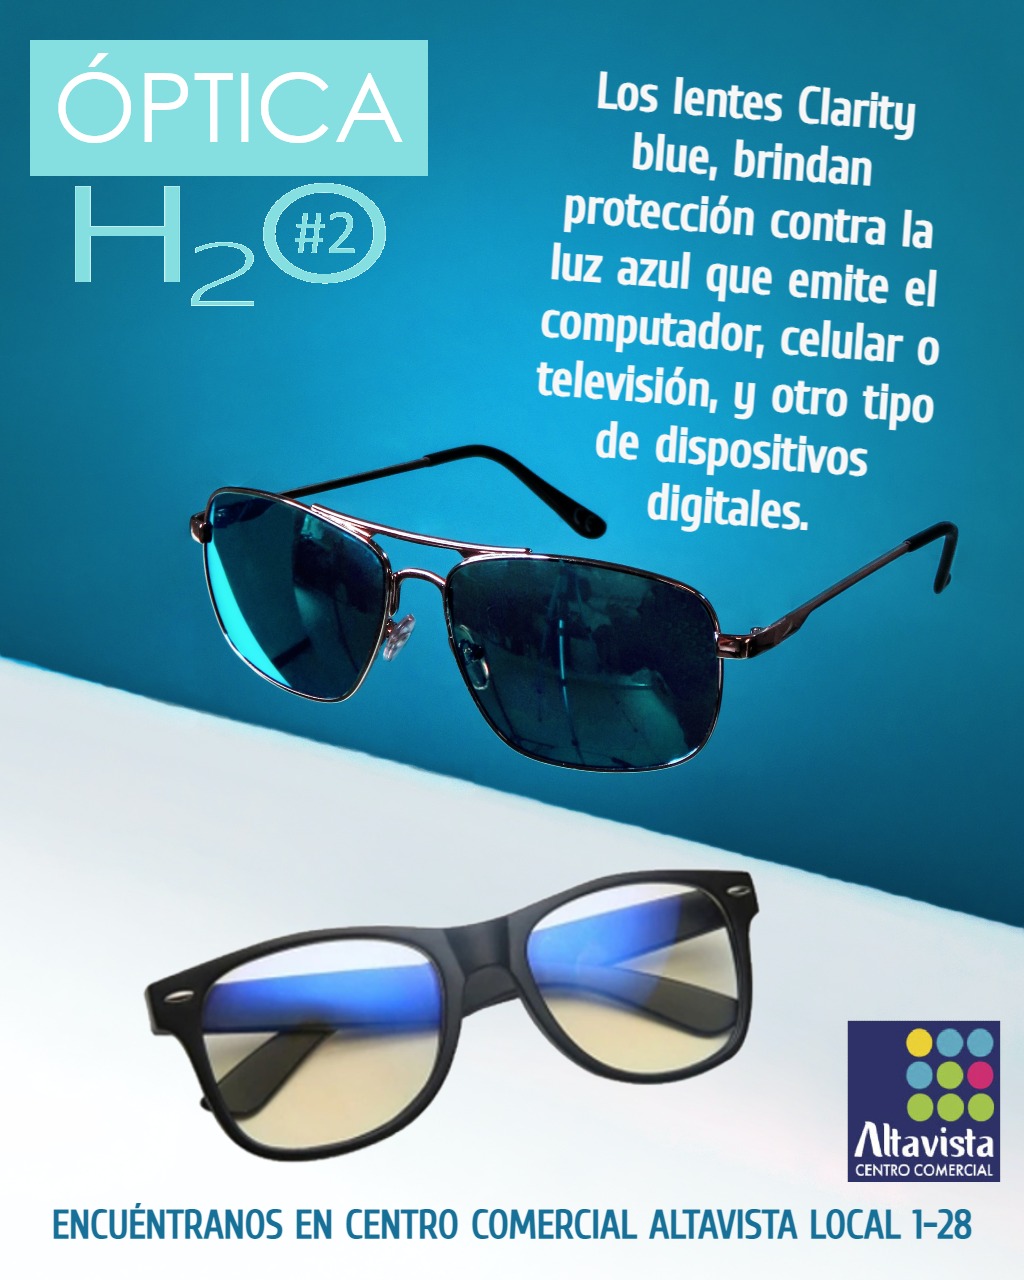 ÓPTICA
H2O #2
Los lentes Clarity
blue, brindan
protección contra la
luz azul que emite el
computador, celular o
televisión, y otro tipo
de dispositivos
digitales.
Altavista
CENTRO COMERCIAL
ENCUÉNTRANOS EN CENTRO COMERCIAL ALTAVISTA LOCAL 1-28